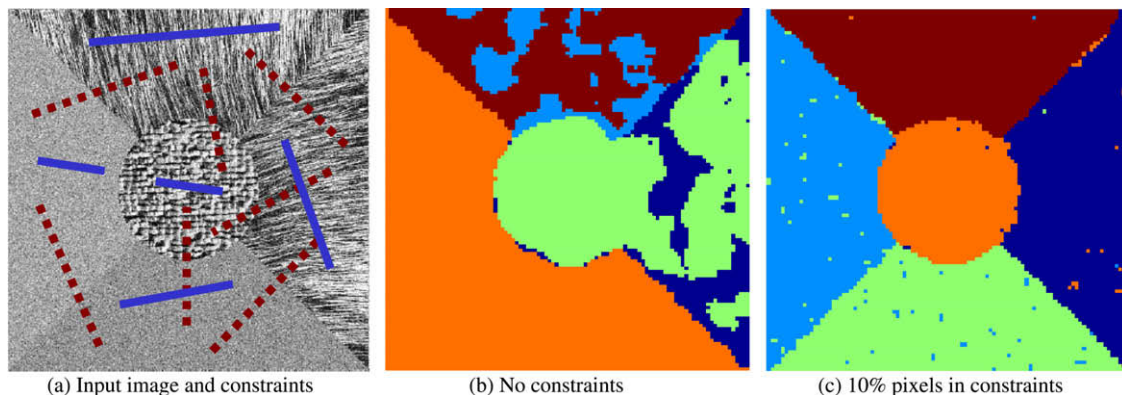 (a) Input image and constraints
(b) No constraints
(c) 10% pixels in constraints